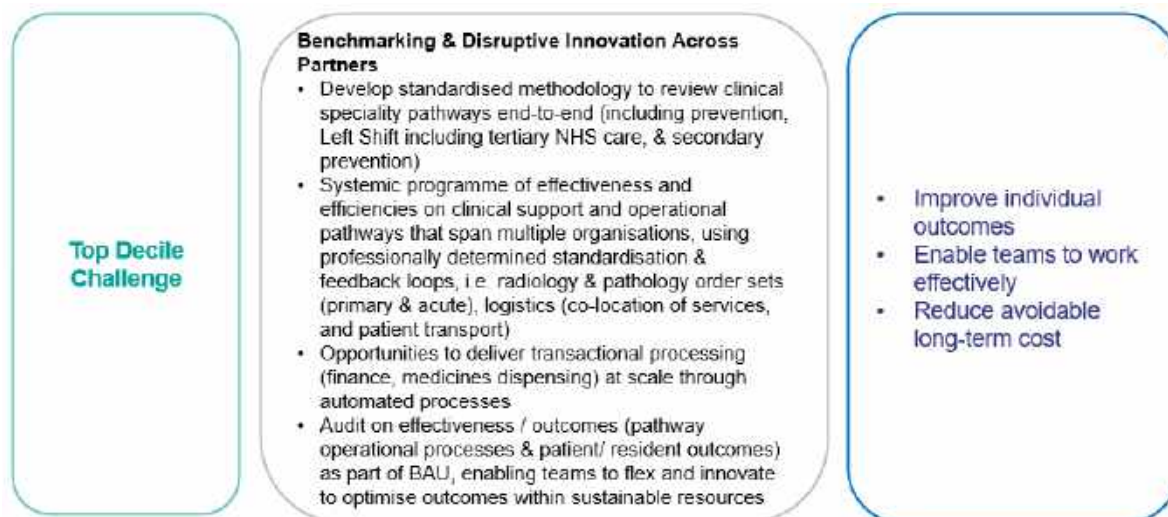 Top Decile
Challenge
Benchmarking & Disruptive Innovation Across
Partners
• Develop standardised methodology to review clinical
speciality pathways end-to-end (including prevention,
Left Shift including tertiary NHS care, & secondary
prevention)
• Systemic programme of effectiveness and
efficiencies on clinical support and operational
pathways that span multiple organisations, using
professionally determined standardisation &
feedback loops, i.e. radiology & pathology order sets
(primary & acute), logistics (co-location of services,
and patient transport)
• Opportunities to deliver transactional processing
(finance, medicines dispensing) at scale through
automated processes
• Audit on effectiveness / outcomes (pathway
operational processes & patient/ resident outcomes)
as part of BAU, enabling teams to flex and innovate
to optimise outcomes within sustainable resources
• Improve individual
outcomes
• Enable teams to work
effectively
• Reduce avoidable
long-term cost